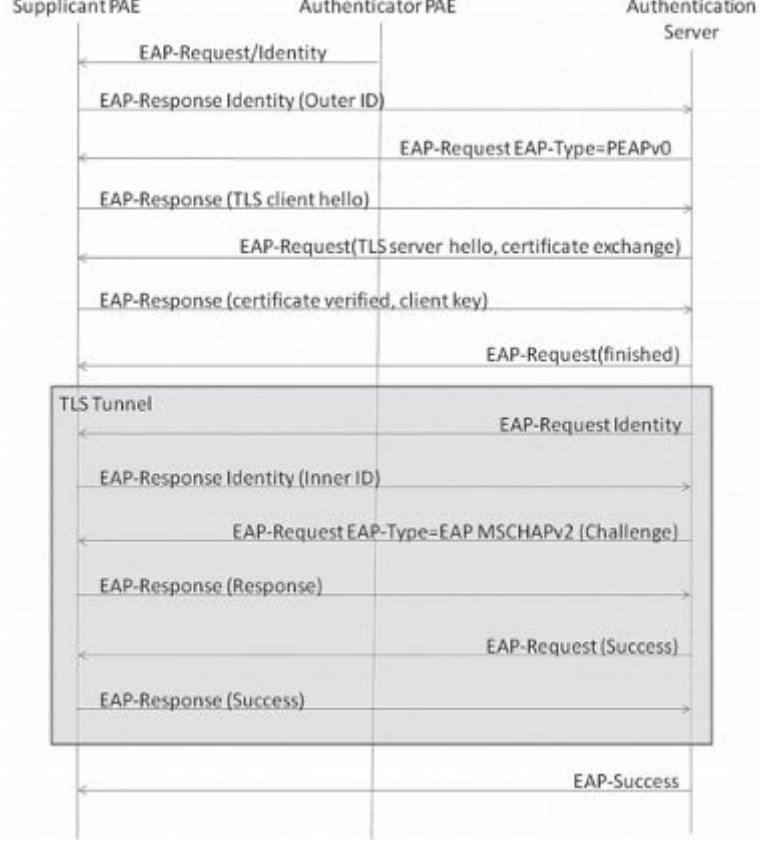 Supplicant PAE
Authenticator PAE
Authentication
Server
EAP-Request/Identity
EAP-Response Identity (Outer ID)
EAP-Request EAP-Type=PEAPv0
EAP-Response (TLS client hello)
EAP-Request(TLS server hello, certificate exchange)
EAP-Response (certificate verified, client key)
EAP-Request(finished)
TLS Tunnel
EAP-Request Identity
EAP-Response Identity (Inner ID)
EAP-Request EAP-Type=EAP MSCHAPv2 (Challenge)
EAP-Response (Response)
EAP-Request (Success)
EAP-Response (Success)
EAP-Success